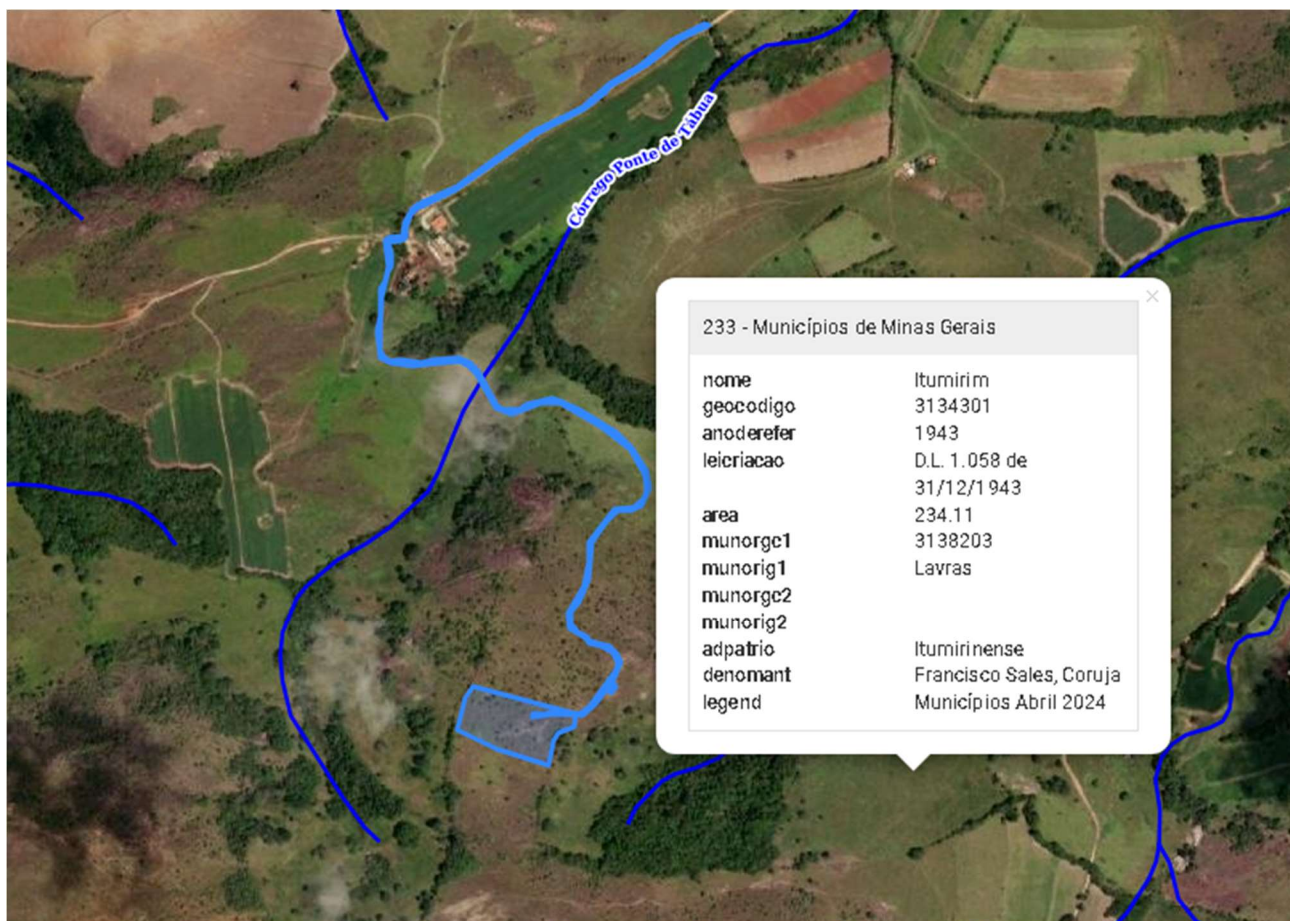 Córrego Ponte de Tábua
×
233 - Municípios de Minas Gerais
nome Itumirim
geocodigo 3134301
anoderefer 1943
leicriacao D.L. 1.058 de
31/12/1943
area 234.11
munorgc1 3138203
munorig1 Lavras
munorgc2
munorig2
adpatrio Itumirinense
denomant Francisco Sales, Coruja
legend Municípios Abril 2024